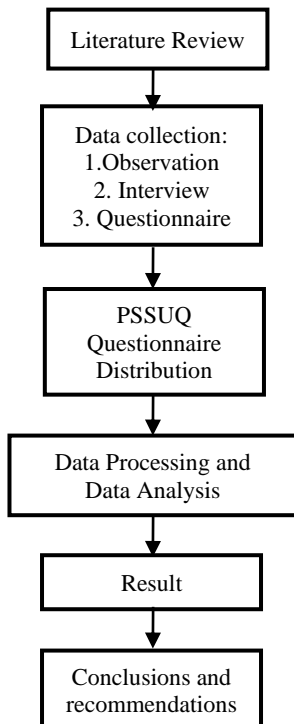 Literature Review
Data collection:
1.Observation
2. Interview
3. Questionnaire
PSSUQ
Questionnaire
Distribution
Data Processing and
Data Analysis
Result
Conclusions and
recommendations